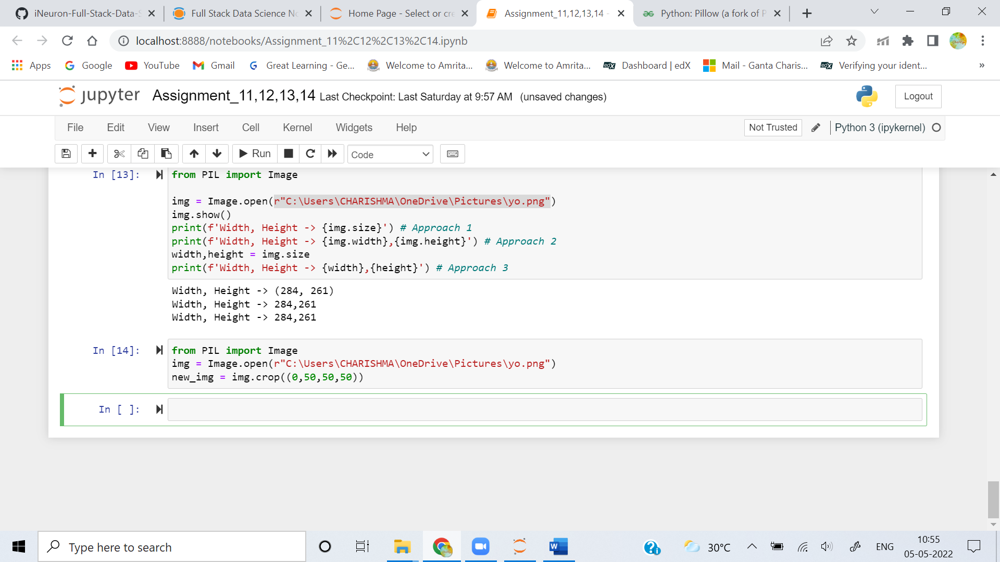 iNeuron-Full-Stack-Data-S
Full Stack Data Science No
Home Page - Select or cre
Assignment_11,12,13,14 -
Python: Pillow (a fork of P
localhost:8888/notebooks/Assignment_11%2C12%2C13%2C14.ipynb
Apps
Google
YouTube
Gmail
Great Learning - Ge...
Welcome to Amrita...
Welcome to Amrita...
edX Dashboard | edX
Mail - Ganta Charis...
edX Verifying your ident...
»
jupyter Assignment_11,12,13,14 Last Checkpoint: Last Saturday at 9:57 AM (unsaved changes)
Logout
File Edit View Insert Cell Kernel Widgets Help
Not Trusted
Python 3 (ipykernel)
Run
Code
In [13]: from PIL import Image
img = Image.open(r"C:\Users\CHARISHMA\OneDrive\Pictures\yo.png")
img.show()
print(f'Width, Height -> {img.size}') # Approach 1
print(f'Width, Height -> {img.width},{img.height}') # Approach 2
width,height = img.size
print(f'Width, Height -> {width},{height}') # Approach 3
Width, Height -> (284, 261)
Width, Height -> 284,261
Width, Height -> 284,261
In [14]: from PIL import Image
img = Image.open(r"C:\Users\CHARISHMA\OneDrive\Pictures\yo.png")
new_img = img.crop((0,50,50,50))
In [ ]:
Type here to search
W
30°C
ENG
10:55
05-05-2022